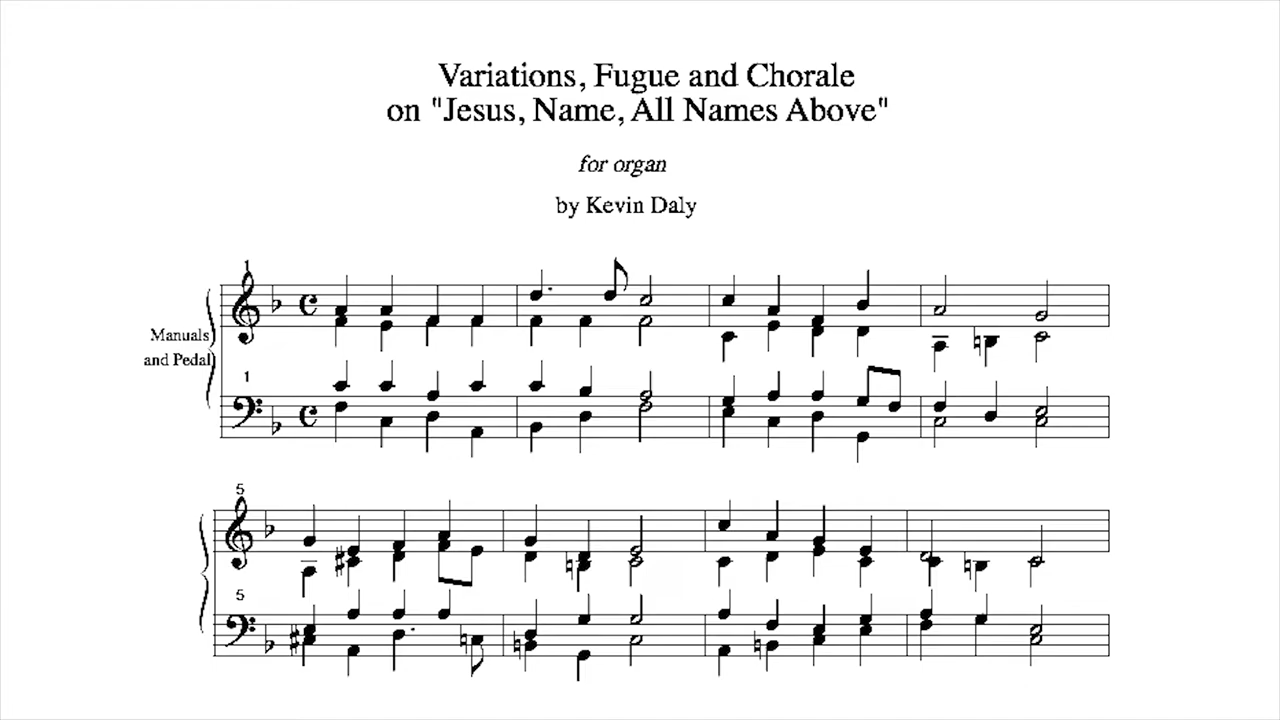 Variations, Fugue and Chorale
on "Jesus, Name, All Names Above"
for organ
by Kevin Daly
1
Manuals
and Pedal
1
5
5